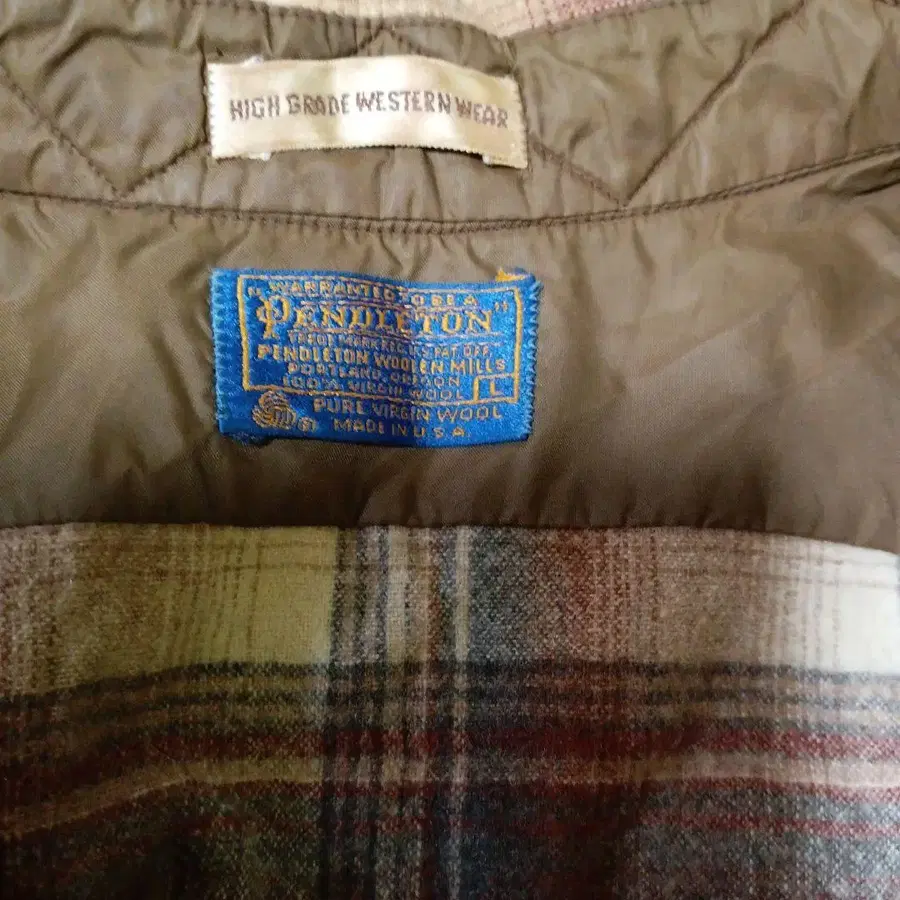 HIGH GRADE WESTERN WEAR
"WARRANTED TO BE A
PENDLETON"
TRADE MARK REG. U.S. PAT. OFF.
PENDLETON WOOLEN MILLS
PORTLAND, OREGON
100% VIRGIN WOOL L
PURE VIRGIN WOOL
MADE IN U.S.A.